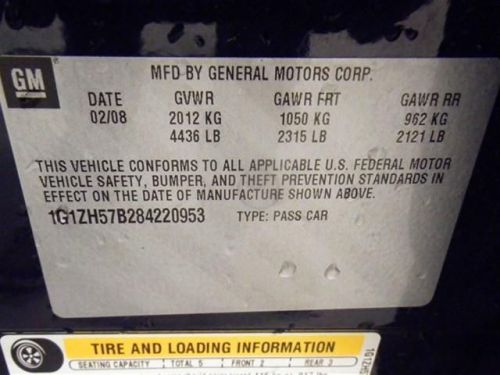 GM
MFD BY GENERAL MOTORS CORP.
DATE GVWR GAWR FRT GAWR RR
02/08 2012 KG 1050 KG 962 KG
4436 LB 2315 LB 2121 LB
THIS VEHICLE CONFORMS TO ALL APPLICABLE U.S. FEDERAL MOTOR
VEHICLE SAFETY, BUMPER, AND THEFT PREVENTION STANDARDS IN
EFFECT ON THE DATE OF MANUFACTURE SHOWN ABOVE.
1G1ZH57B284220953 TYPE: PASS CAR
TIRE AND LOADING INFORMATION
SEATING CAPACITY TOTAL 5 FRONT 2 REAR 3